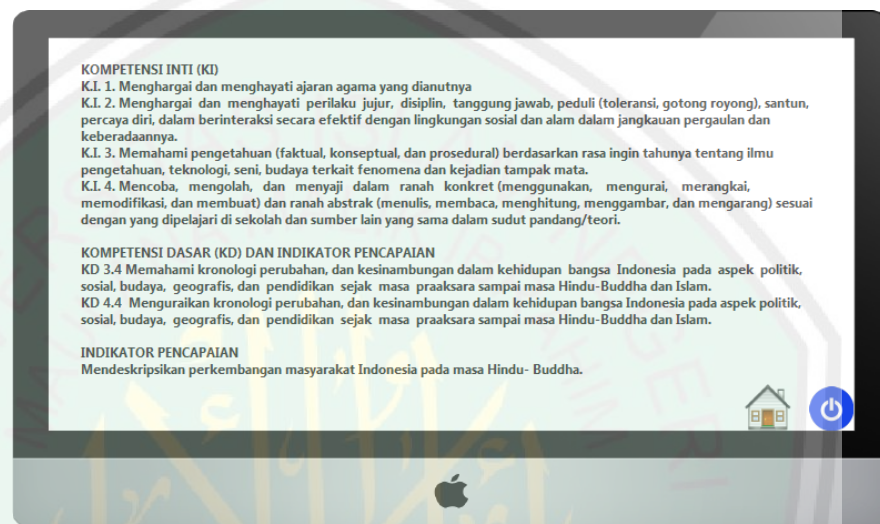 KOMPETENSI INTI (KI)
K.I. 1. Menghargai dan menghayati ajaran agama yang dianutnya
K.I. 2. Menghargai dan menghayati perilaku jujur, disiplin, tanggung jawab, peduli (toleransi, gotong royong), santun,
percaya diri, dalam berinteraksi secara efektif dengan lingkungan sosial dan alam dalam jangkauan pergaulan dan
keberadaannya.
K.I. 3. Memahami pengetahuan (faktual, konseptual, dan prosedural) berdasarkan rasa ingin tahunya tentang ilmu
pengetahuan, teknologi, seni, budaya terkait fenomena dan kejadian tampak mata.
K.I. 4. Mencoba, mengolah, dan menyaji dalam ranah konkret (menggunakan, mengurai, merangkai,
memodifikasi, dan membuat) dan ranah abstrak (menulis, membaca, menghitung, menggambar, dan mengarang) sesuai
dengan yang dipelajari di sekolah dan sumber lain yang sama dalam sudut pandang/teori.
KOMPETENSI DASAR (KD) DAN INDIKATOR PENCAPAIAN
KD 3.4 Memahami kronologi perubahan, dan kesinambungan dalam kehidupan bangsa Indonesia pada aspek politik,
sosial, budaya, geografis, dan pendidikan sejak masa praaksara sampai masa Hindu-Buddha dan Islam.
KD 4.4 Menguraikan kronologi perubahan, dan kesinambungan dalam kehidupan bangsa Indonesia pada aspek politik,
sosial, budaya, geografis, dan pendidikan sejak masa praaksara sampai masa Hindu-Buddha dan Islam.
INDIKATOR PENCAPAIAN
Mendeskripsikan perkembangan masyarakat Indonesia pada masa Hindu- Buddha.